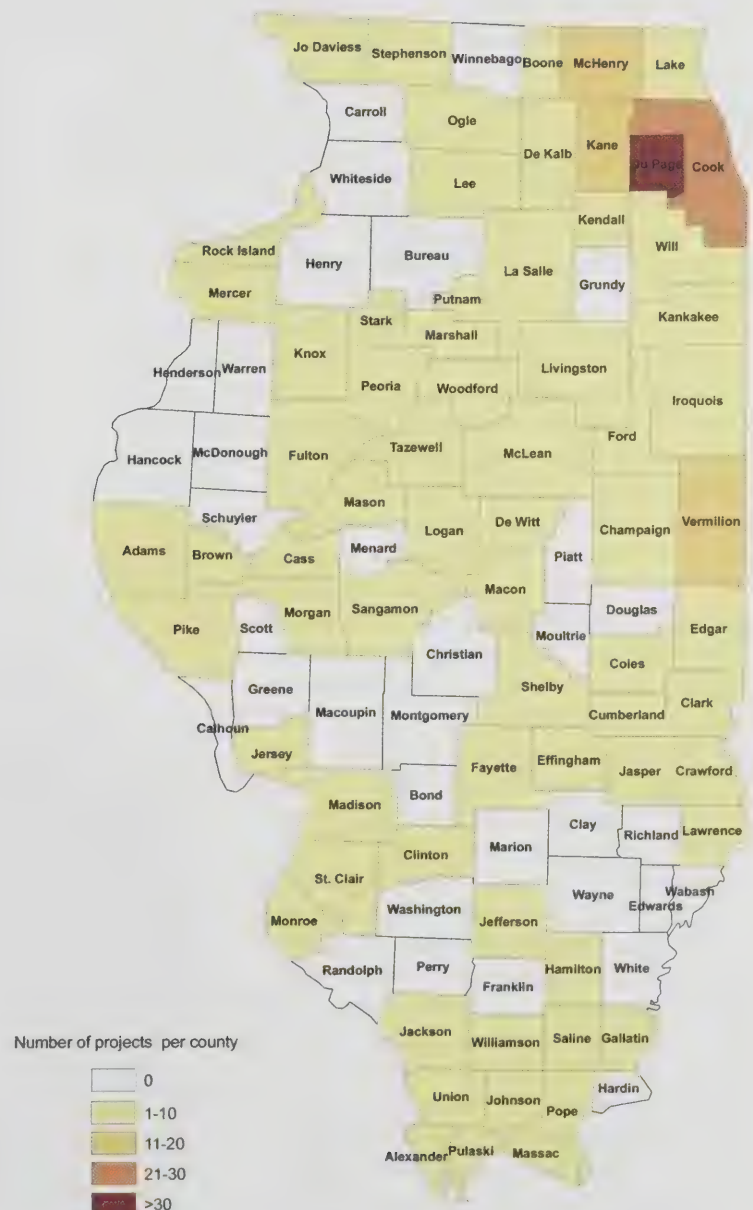 Jo Daviess
Stephenson
Winnebago
Boone
McHenry
Lake
Carroll
Ogle
De Kalb
Kane
Du Page
Cook
Whiteside
Lee
Kendall
Will
Rock Island
Henry
Bureau
La Salle
Grundy
Mercer
Putnam
Kankakee
Stark
Marshall
Knox
Henderson
Warren
Peoria
Woodford
Livingston
Iroquois
Ford
Hancock
McDonough
Fulton
Tazewell
McLean
Schuyler
Mason
Adams
Brown
Cass
Menard
Logan
De Witt
Champaign
Vermilion
Piatt
Macon
Pike
Scott
Morgan
Sangamon
Douglas
Edgar
Christian
Moultrie
Coles
Greene
Macoupin
Montgomery
Shelby
Cumberland
Clark
Calhoun
Jersey
Fayette
Effingham
Jasper
Crawford
Madison
Bond
Clay
Richland
Lawrence
Marion
Clinton
St. Clair
Wayne
Edwards
Wabash
Washington
Jefferson
Monroe
Randolph
Perry
Hamilton
White
Franklin
Jackson
Williamson
Saline
Gallatin
Union
Johnson
Pope
Hardin
Alexander
Pulaski
Massac
Number of projects per county
0
1-10
11-20
21-30
>30